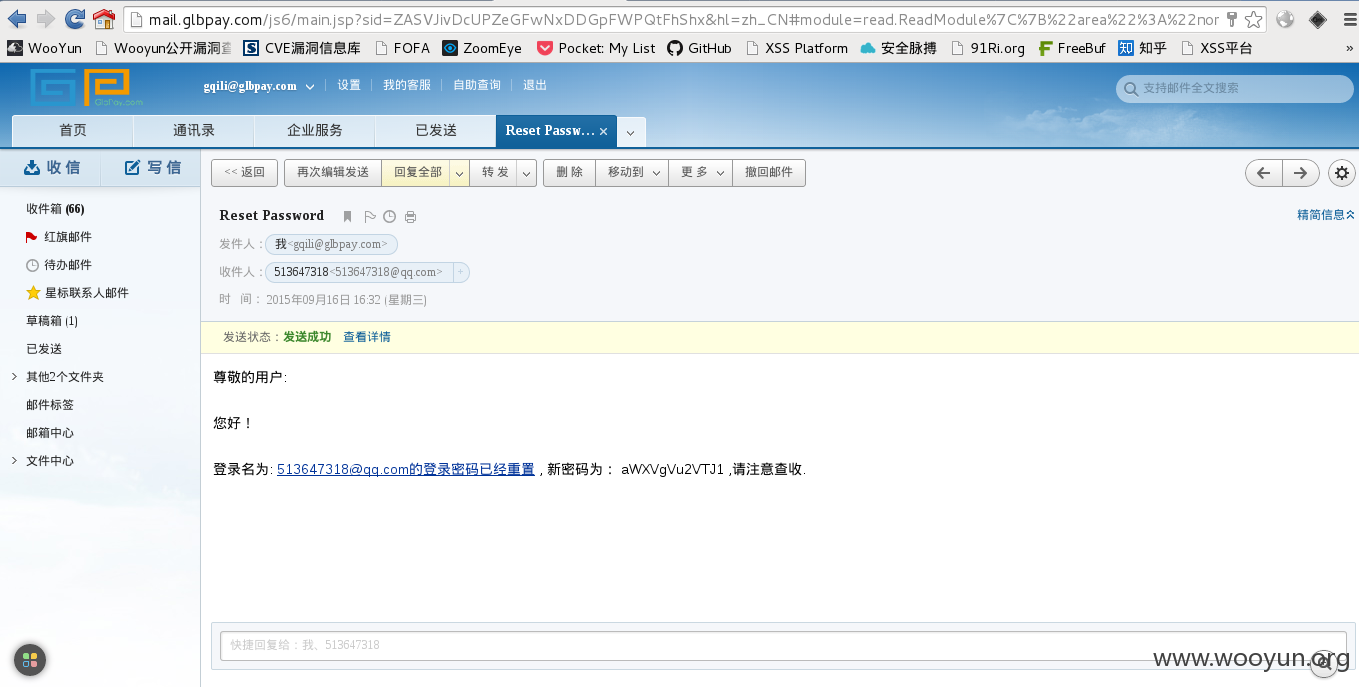 mail.glbpay.com/js6/main.jsp?sid=ZASVJivDcUPZeGFwNxDDGpFWPQtFhShx&hl=zh_CN#module=read.ReadModule%7C%7B%22area%22%3A%22nor
WooYun Wooyun公开漏洞查 CVE漏洞信息库 FOFA ZoomEye Pocket: My List GitHub XSS Platform 安全脉搏 91Ri.org FreeBuf 知乎 XSS平台 »
GlbPay.com gqili@glbpay.com 设置 我的客服 自助查询 退出 支持邮件全文搜索
首页 通讯录 企业服务 已发送 Reset Passw… ×
收信 写信 << 返回 再次编辑发送 回复全部 转 发 删 除 移动到 更 多 撤回邮件
收件箱 (66)
红旗邮件
待办邮件
星标联系人邮件
草稿箱 (1)
已发送
其他2个文件夹
邮件标签
邮箱中心
文件中心
Reset Password 精简信息
发件人 : 我<gqili@glbpay.com>
收件人 : 513647318<513647318@qq.com> +
时 间 : 2015年09月16日 16:32 (星期三)
发送状态 : 发送成功 查看详情
尊敬的用户:
您好！
登录名为: 513647318@qq.com的登录密码已经重置 , 新密码为 : aWXVgVu2VTJ1 ,请注意查收.
快捷回复给 : 我、513647318
www.wooyun.org
知